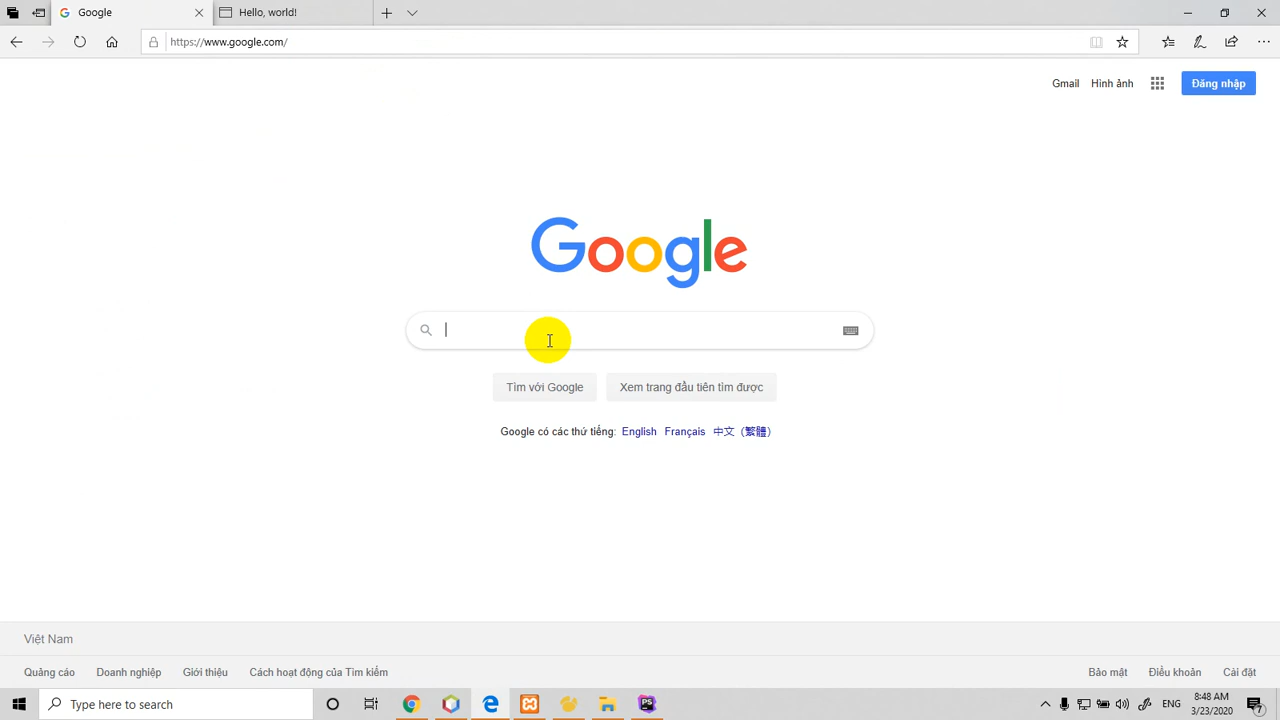 Google
Hello, world!
https://www.google.com/
Gmail
Hình ảnh
Đăng nhập
Google
Tìm với Google
Xem trang đầu tiên tìm được
Google có các thứ tiếng: English Français 中文（繁體）
Việt Nam
Quảng cáo
Doanh nghiệp
Giới thiệu
Cách hoạt động của Tìm kiếm
Bảo mật
Điều khoản
Cài đặt
Type here to search
PS
ENG
8:48 AM
3/23/2020
7